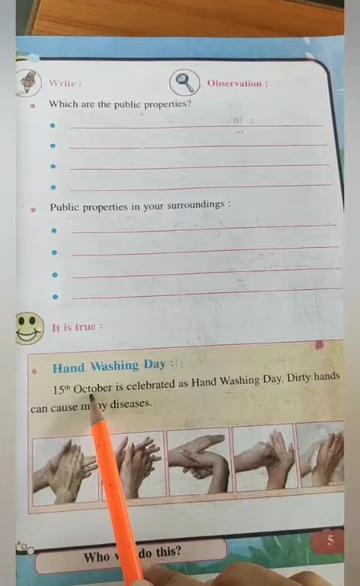 Write :
Observation :
Which are the public properties?
Public properties in your surroundings :
It is true :
Hand Washing Day :
15th October is celebrated as Hand Washing Day. Dirty hands
can cause m ny diseases.
Who do this?
5